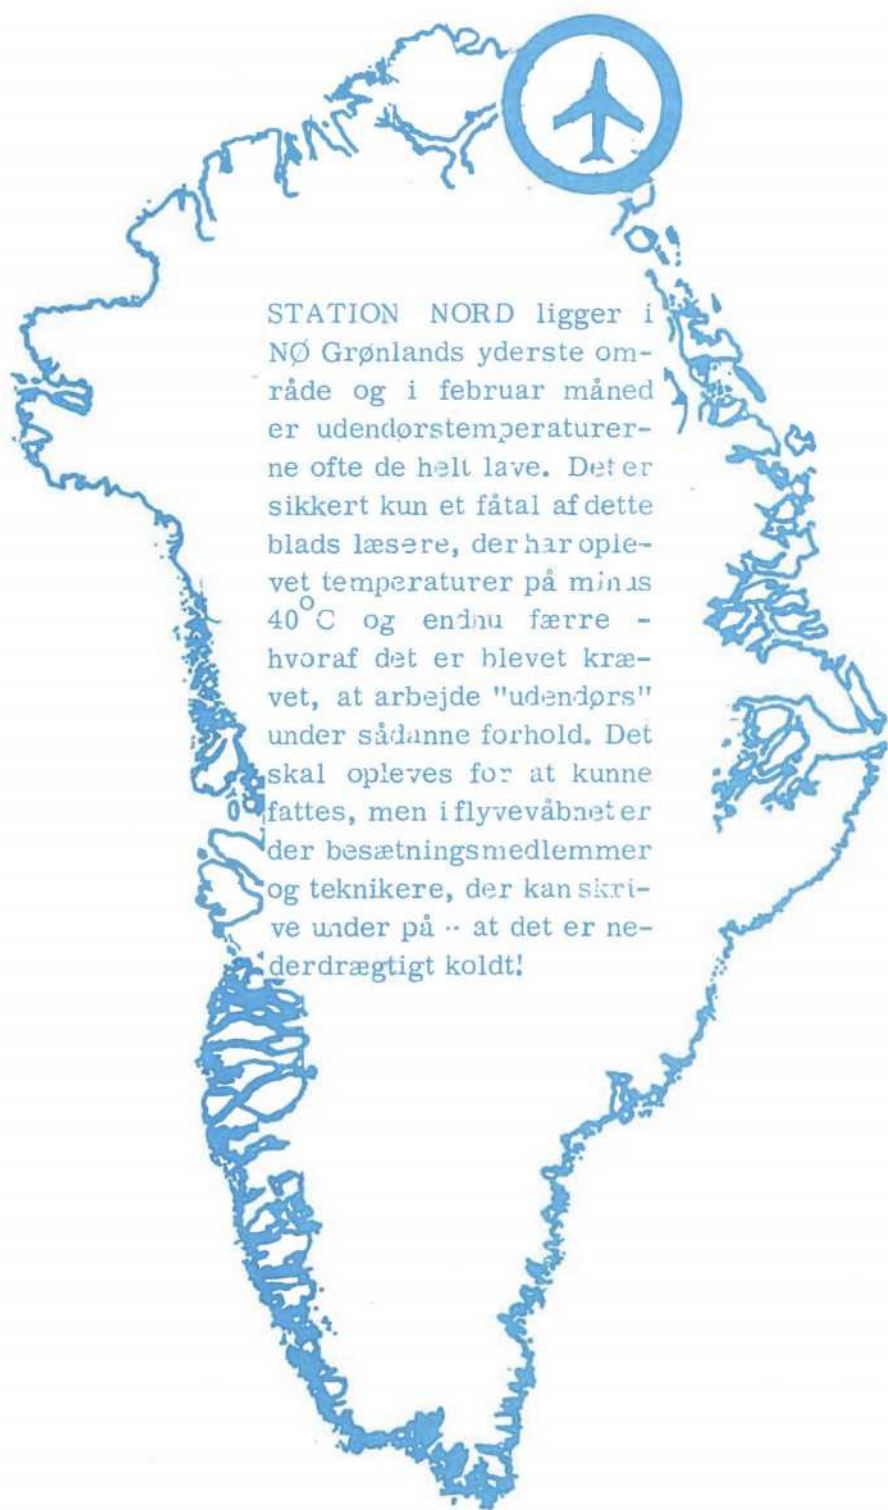 STATION NORD ligger i
NØ Grønlands yderste om-
råde og i februar måned
er udendørstemperaturer-
ne ofte de helt lave. Det er
sikkert kun et fåtal af dette
blads læsere, der har ople-
vet temperaturer på minus
40°C og endnu færre -
hvoraf det er blevet kræ-
vet, at arbejde "udendørs"
under sådanne forhold. Det
skal opleves for at kunne
fattes, men i flyvevåbnet er
der besætningsmedlemmer
og teknikere, der kan skri-
ve under på - at det er ne-
derdrægtigt koldt!